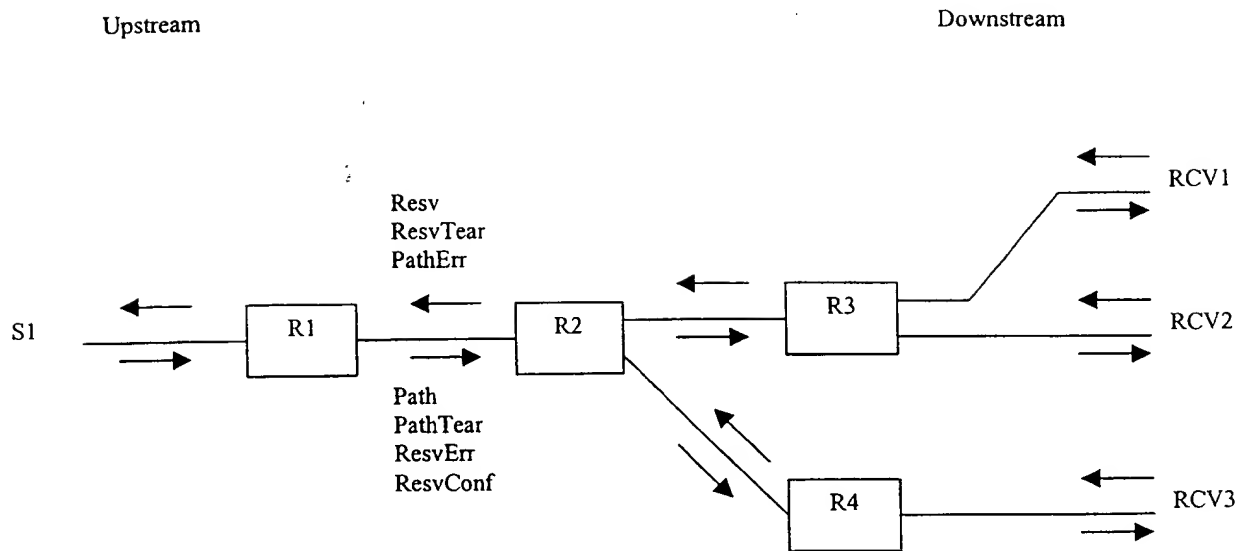 Upstream
Downstream
Resv
ResvTear
PathErr
RCV1
S1
R1
R2
R3
RCV2
Path
PathTear
ResvErr
ResvConf
R4
RCV3